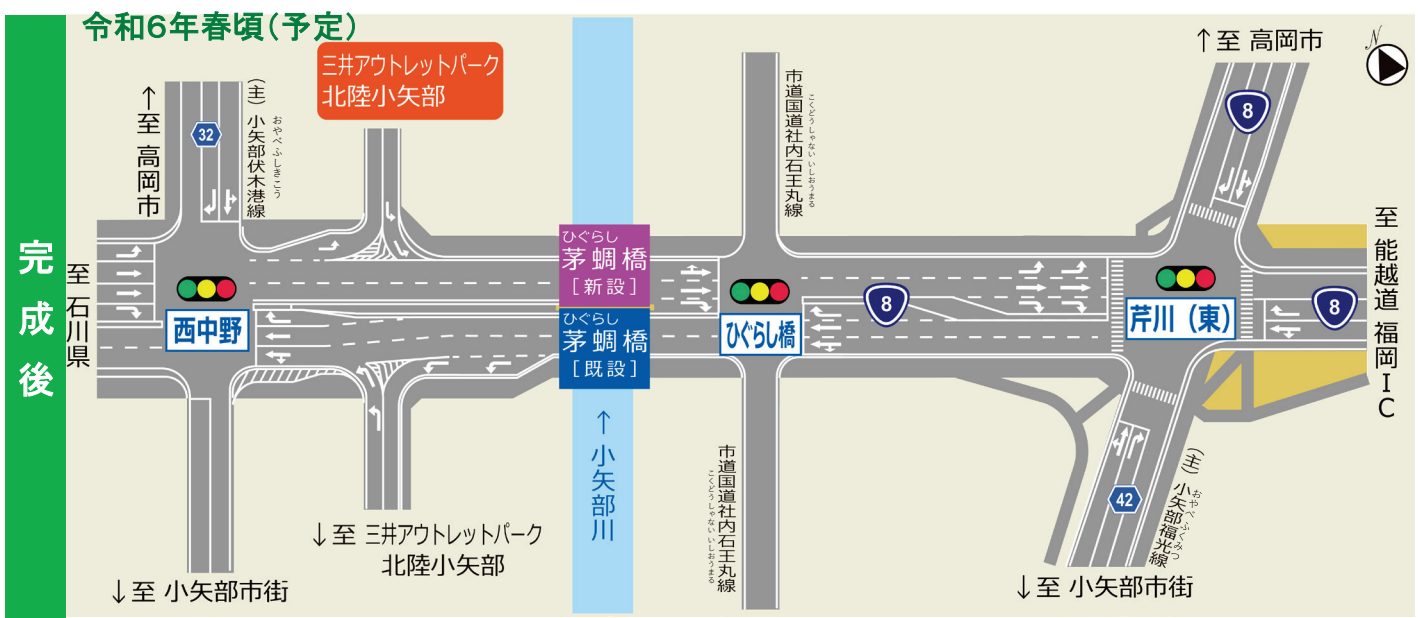 令和6年春頃(予定)
完成後
三井アウトレットパーク
北陸小矢部
↑至 高岡市
N
↑至 高岡市
32
(主)小矢部伏木港線
おやべふしきこう
市道国道社内石王丸線
こくどうしゃない いしおうまる
8
至 石川県
西中野
ひぐらし
茅蜩橋
[新設]
ひぐらし
茅蜩橋
[既設]
ひぐらし橋
8
芹川(東)
8
至 能越道 福岡IC
↑小矢部川
市道国道社内石王丸線
こくどうしゃない いしおうまる
42
(主)小矢部福光線
おやべふくみつ
↓至 三井アウトレットパーク
北陸小矢部
↓至 小矢部市街
↓至 小矢部市街